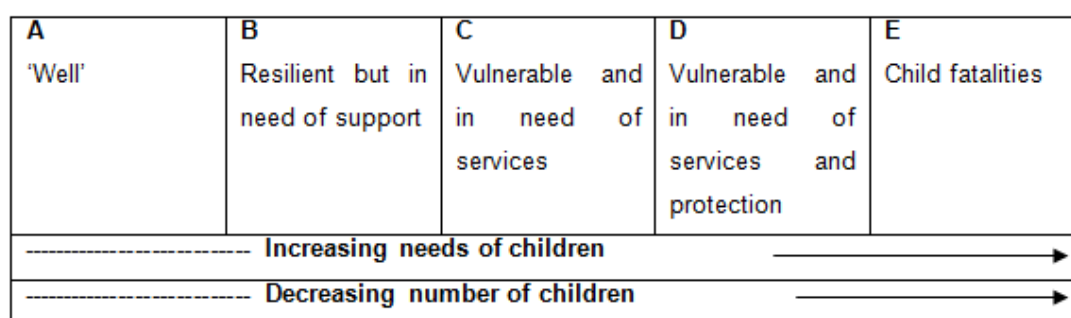 A
'Well'
B
Resilient but in
need of support
C
Vulnerable and
in need of
services
D
Vulnerable and
in need of
services and
protection
E
Child fatalities
---------------------------- Increasing needs of children
---------------------------- Decreasing number of children